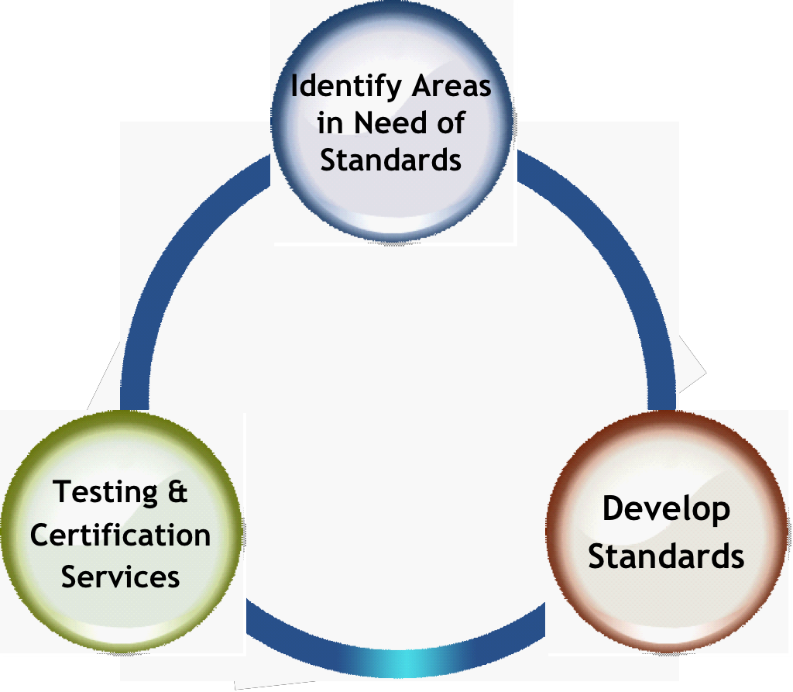 Identify Areas
in Need of
Standards
Testing &
Certification
Services
Develop
Standards